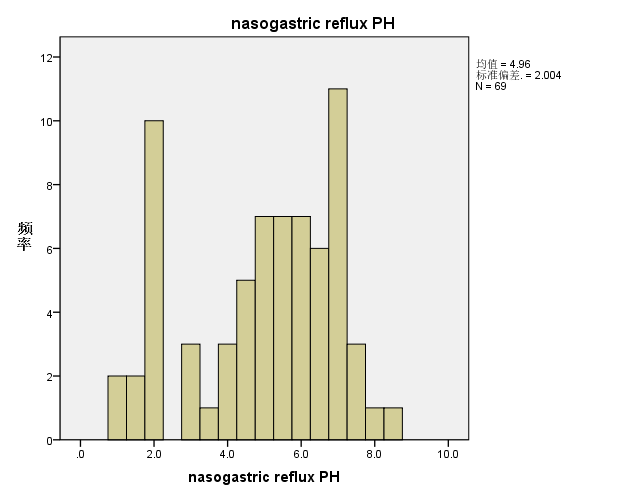 nasogastric reflux PH
均值 = 4.96
标准偏差. = 2.004
N = 69
频率
12
10
8
6
4
2
0
.0 2.0 4.0 6.0 8.0 10.0
nasogastric reflux PH